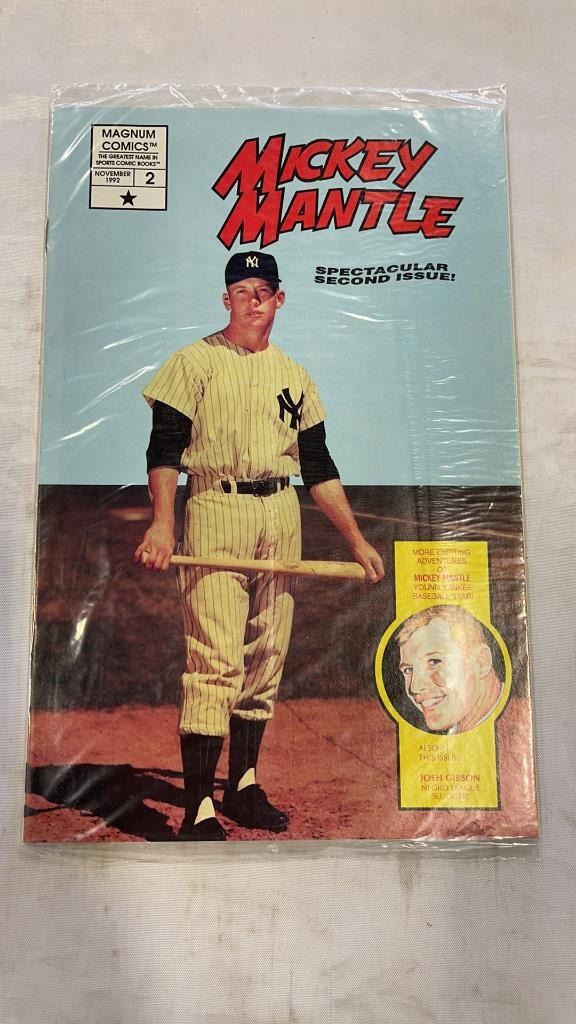 MAGNUM
COMICS™
THE GREATEST NAME IN
SPORTS COMIC BOOKS™
NOVEMBER
1992
2
MICKEY
MANTLE
SPECTACULAR
SECOND ISSUE!
NY
NY
MORE EXCITING
ADVENTURES
OF
MICKEY MANTLE
YOUNG YANKEE
BASEBALL STAR!
ALSO IN
THIS ISSUE
JOSH GIBSON
NEGRO LEAGUE
SLUGGER!